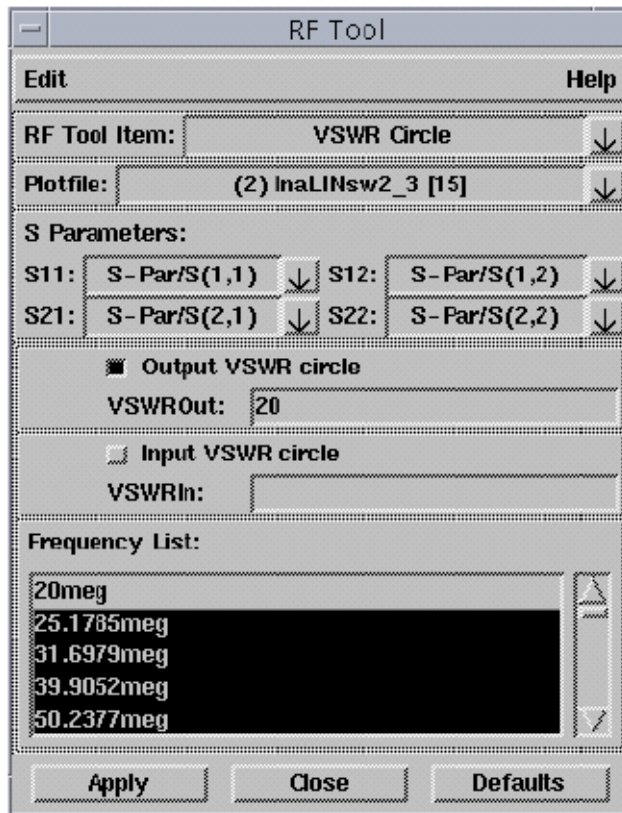 RF Tool
Edit Help
RF Tool Item: VSWR Circle
Plotfile: (2) lnaLINsw2_3 [15]
S Parameters:
S11: S-Par/S(1,1) S12: S-Par/S(1,2)
S21: S-Par/S(2,1) S22: S-Par/S(2,2)
Output VSWR circle
VSWROut: 20
Input VSWR circle
VSWRIn:
Frequency List:
20meg
25.1785meg
31.6979meg
39.9052meg
50.2377meg
Apply Close Defaults